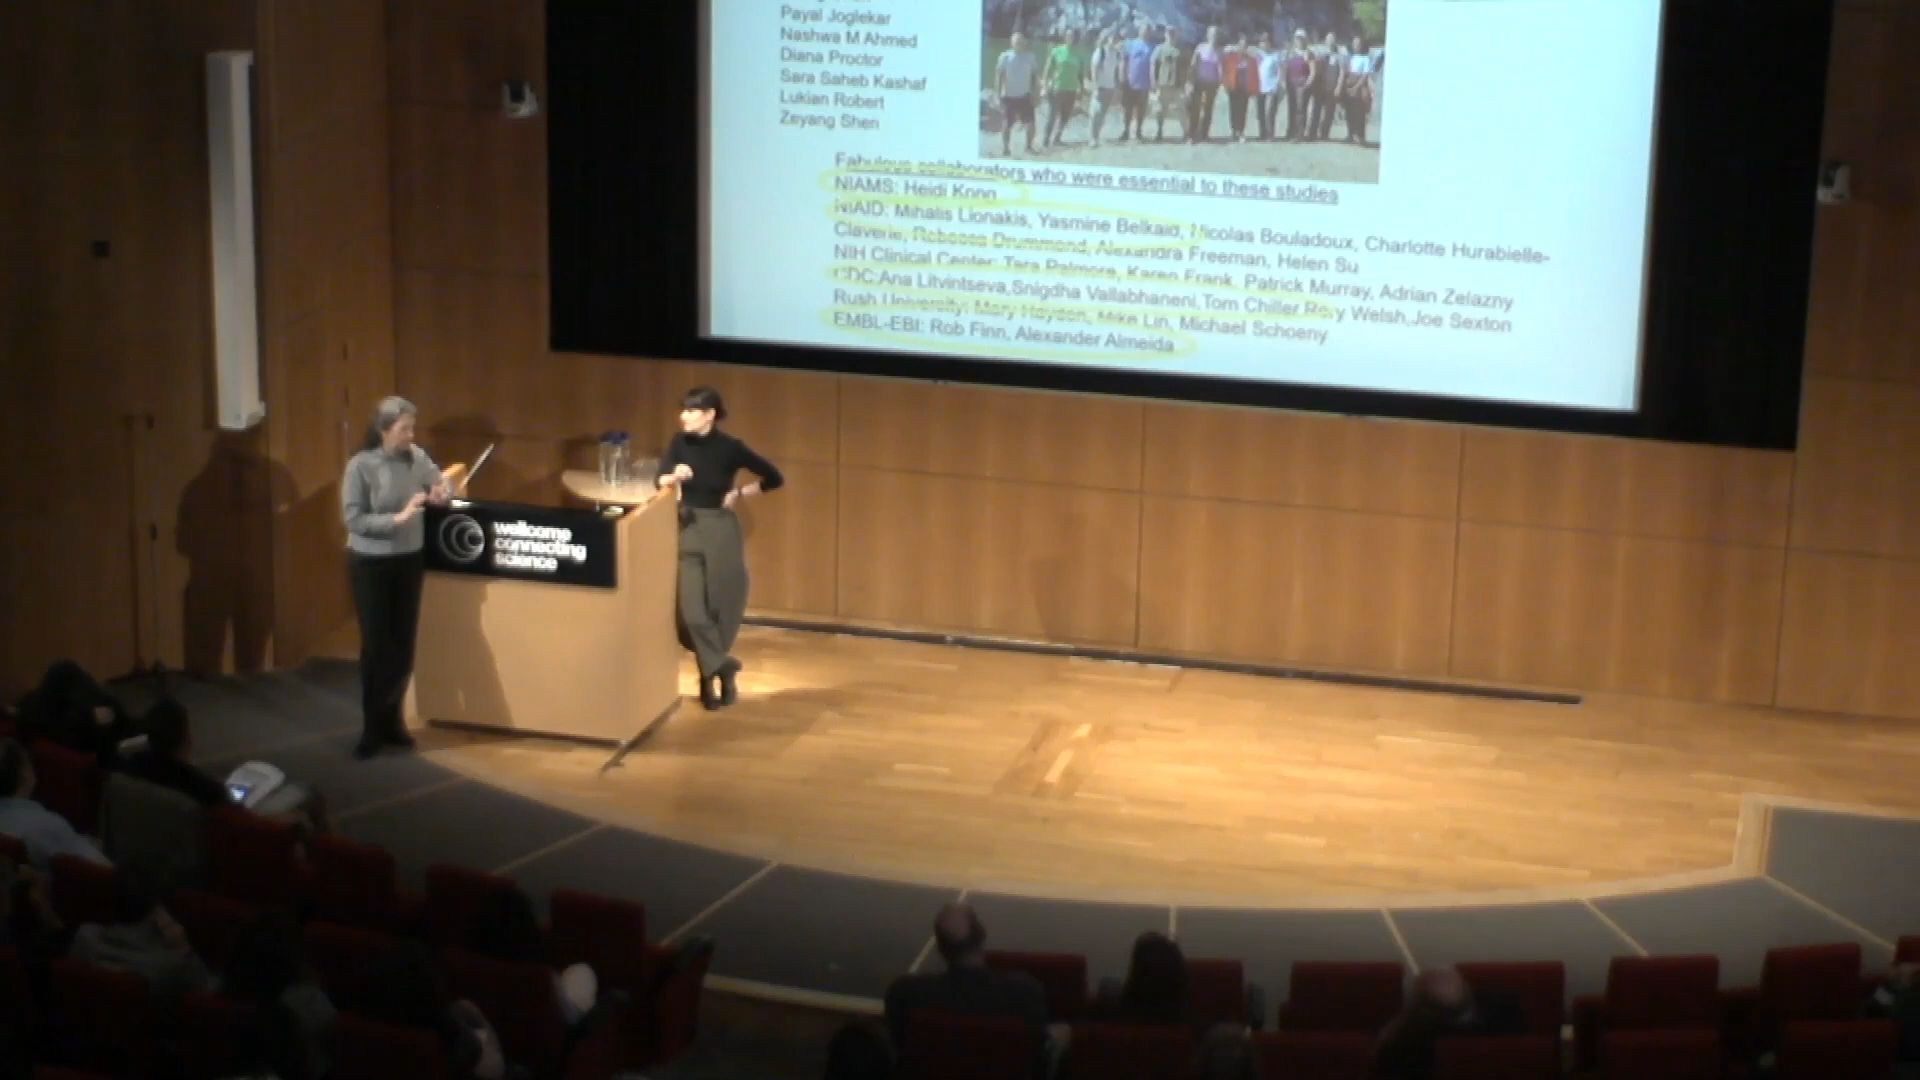 Payal Joglekar
Nashwa M Ahmed
Diana Proctor
Sara Saheb Kashaf
Lukian Robert
Zeyang Shen
Fabulous collaborators who were essential to these studies
NIAMS: Heidi Kong
NIAID: Mihalis Lionakis, Yasmine Belkaid, Nicolas Bouladoux, Charlotte Hurabielle-
Claverie, Rebecca Drummond, Alexandra Freeman, Helen Su
NIH Clinical Center: Tara Palmore, Karen Frank, Patrick Murray, Adrian Zelazny
CDC:Ana Litvintseva,Snigdha Vallabhaneni,Tom Chiller Rory Welsh,Joe Sexton
Rush University: Mary Hayden, Mike Lin, Michael Schoeny
EMBL-EBI: Rob Finn, Alexander Almeida
wellcome
connecting
science